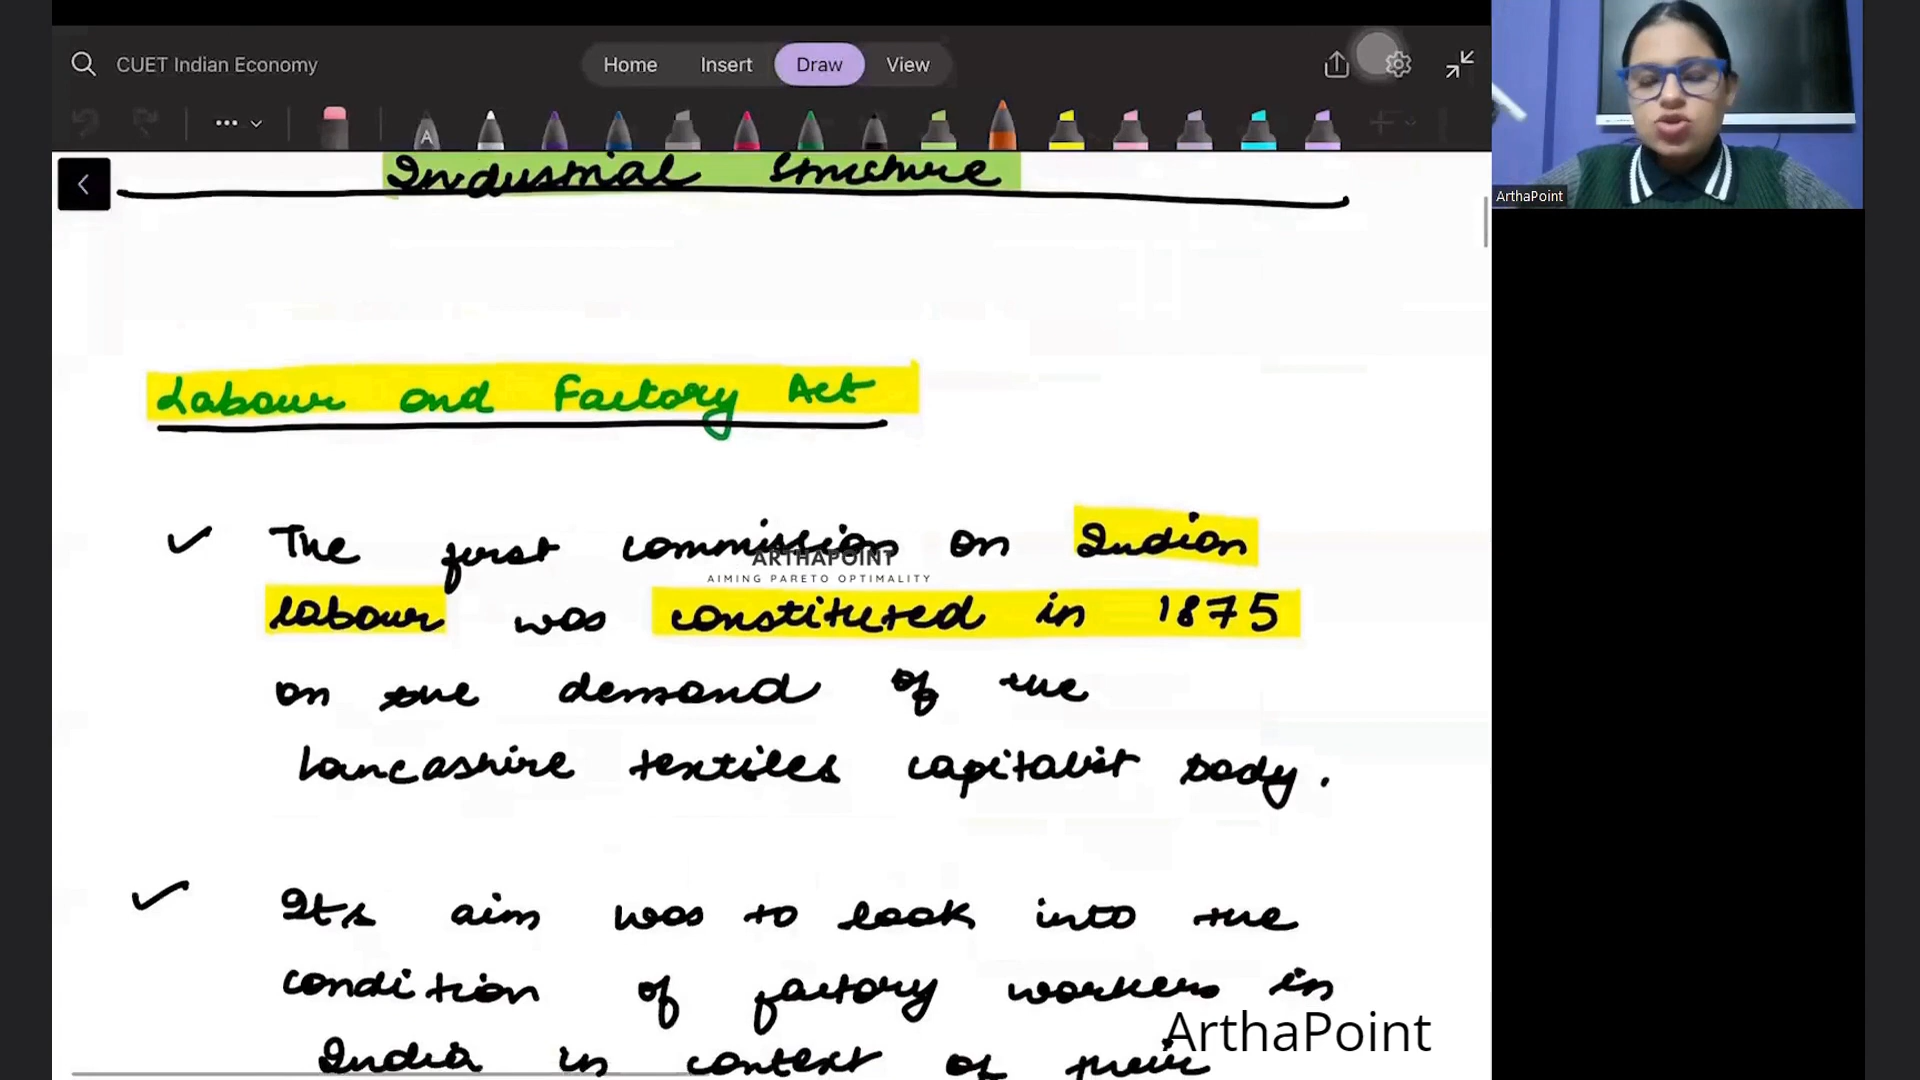 CUET Indian Economy
Home Insert Draw View
ArthaPoint
Industrial Structure
Labour and Factory Act
The first commission on Indian
ARTHAPOINT
AIMING PARETO OPTIMALITY
labour was constituted in 1875
on the demand of the
Lancashire textiles capitalist body.
Its aim was to look into the
condition of factory workers in
ArthaPoint
India in context of their